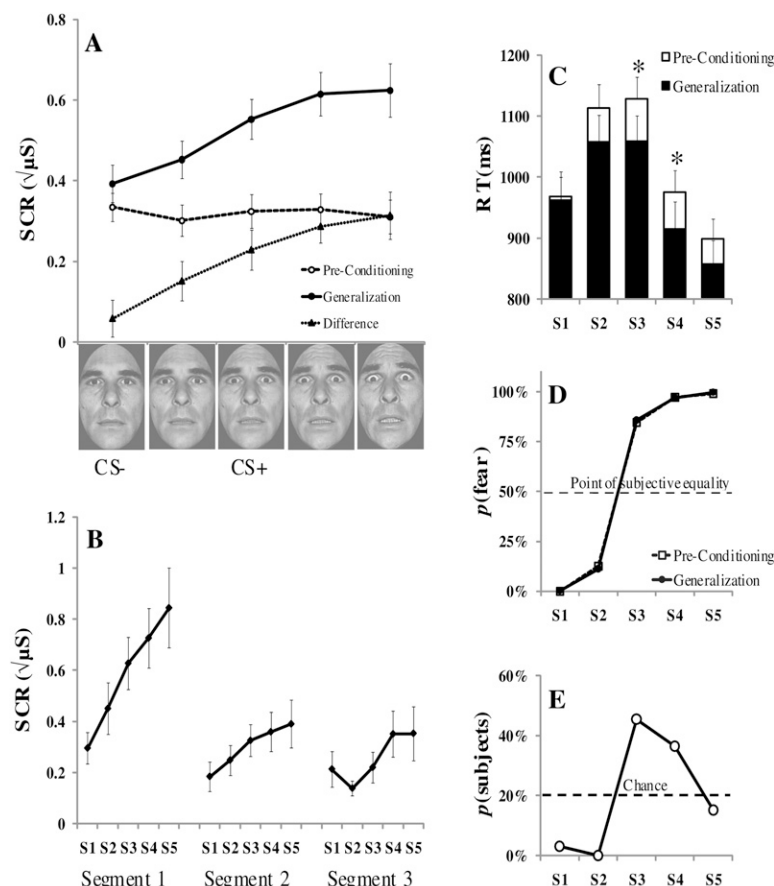 A
0.8
0.6
0.4
0.2
0
SCR (√µS)
Pre-Conditioning
Generalization
Difference
CS-
CS+
B
1.2
1
0.8
0.6
0.4
0.2
0
SCR (√µS)
S1 S2 S3 S4 S5 S1 S2 S3 S4 S5 S1 S2 S3 S4 S5
Segment 1 Segment 2 Segment 3
C
1200
1100
1000
900
800
RT(ms)
Pre-Conditioning
Generalization
*
*
S1 S2 S3 S4 S5
D
100%
75%
50%
25%
0%
p(fear)
Point of subjective equality
Pre-Conditioning
Generalization
S1 S2 S3 S4 S5
E
60%
40%
20%
0%
p(subjects)
Chance
S1 S2 S3 S4 S5